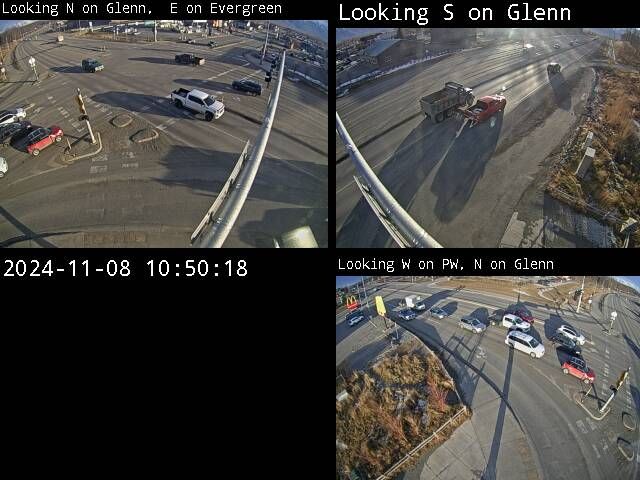 Looking N on Glenn,  E on Evergreen
Looking S on Glenn
2024-11-08 10:50:18
Looking W on PW, N on Glenn